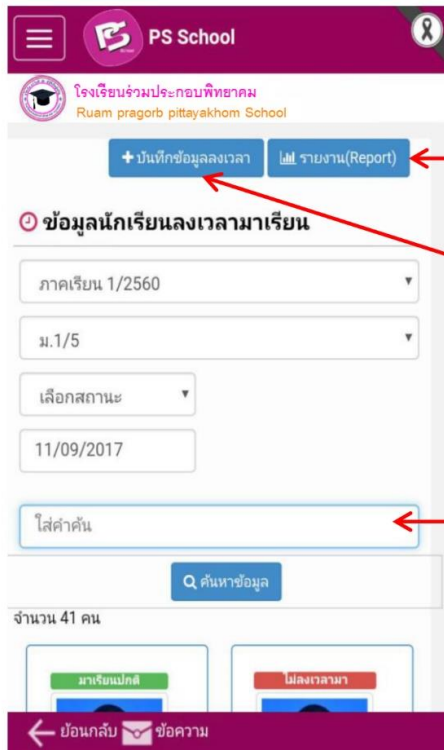 PS School
โรงเรียนร่วมประกอบพิทยาคม
Ruam pragorb pittayakhom School
บันทึกข้อมูลลงเวลา รายงาน(Report)
ข้อมูลนักเรียนลงเวลามาเรียน
ภาคเรียน 1/2560
ม.1/5
เลือกสถานะ
11/09/2017
ใส่คำค้น
ค้นหาข้อมูล
จำนวน 41 คน
มาเรียนปกติ ไม่ลงเวลามา
ย้อนกลับ ข้อความ